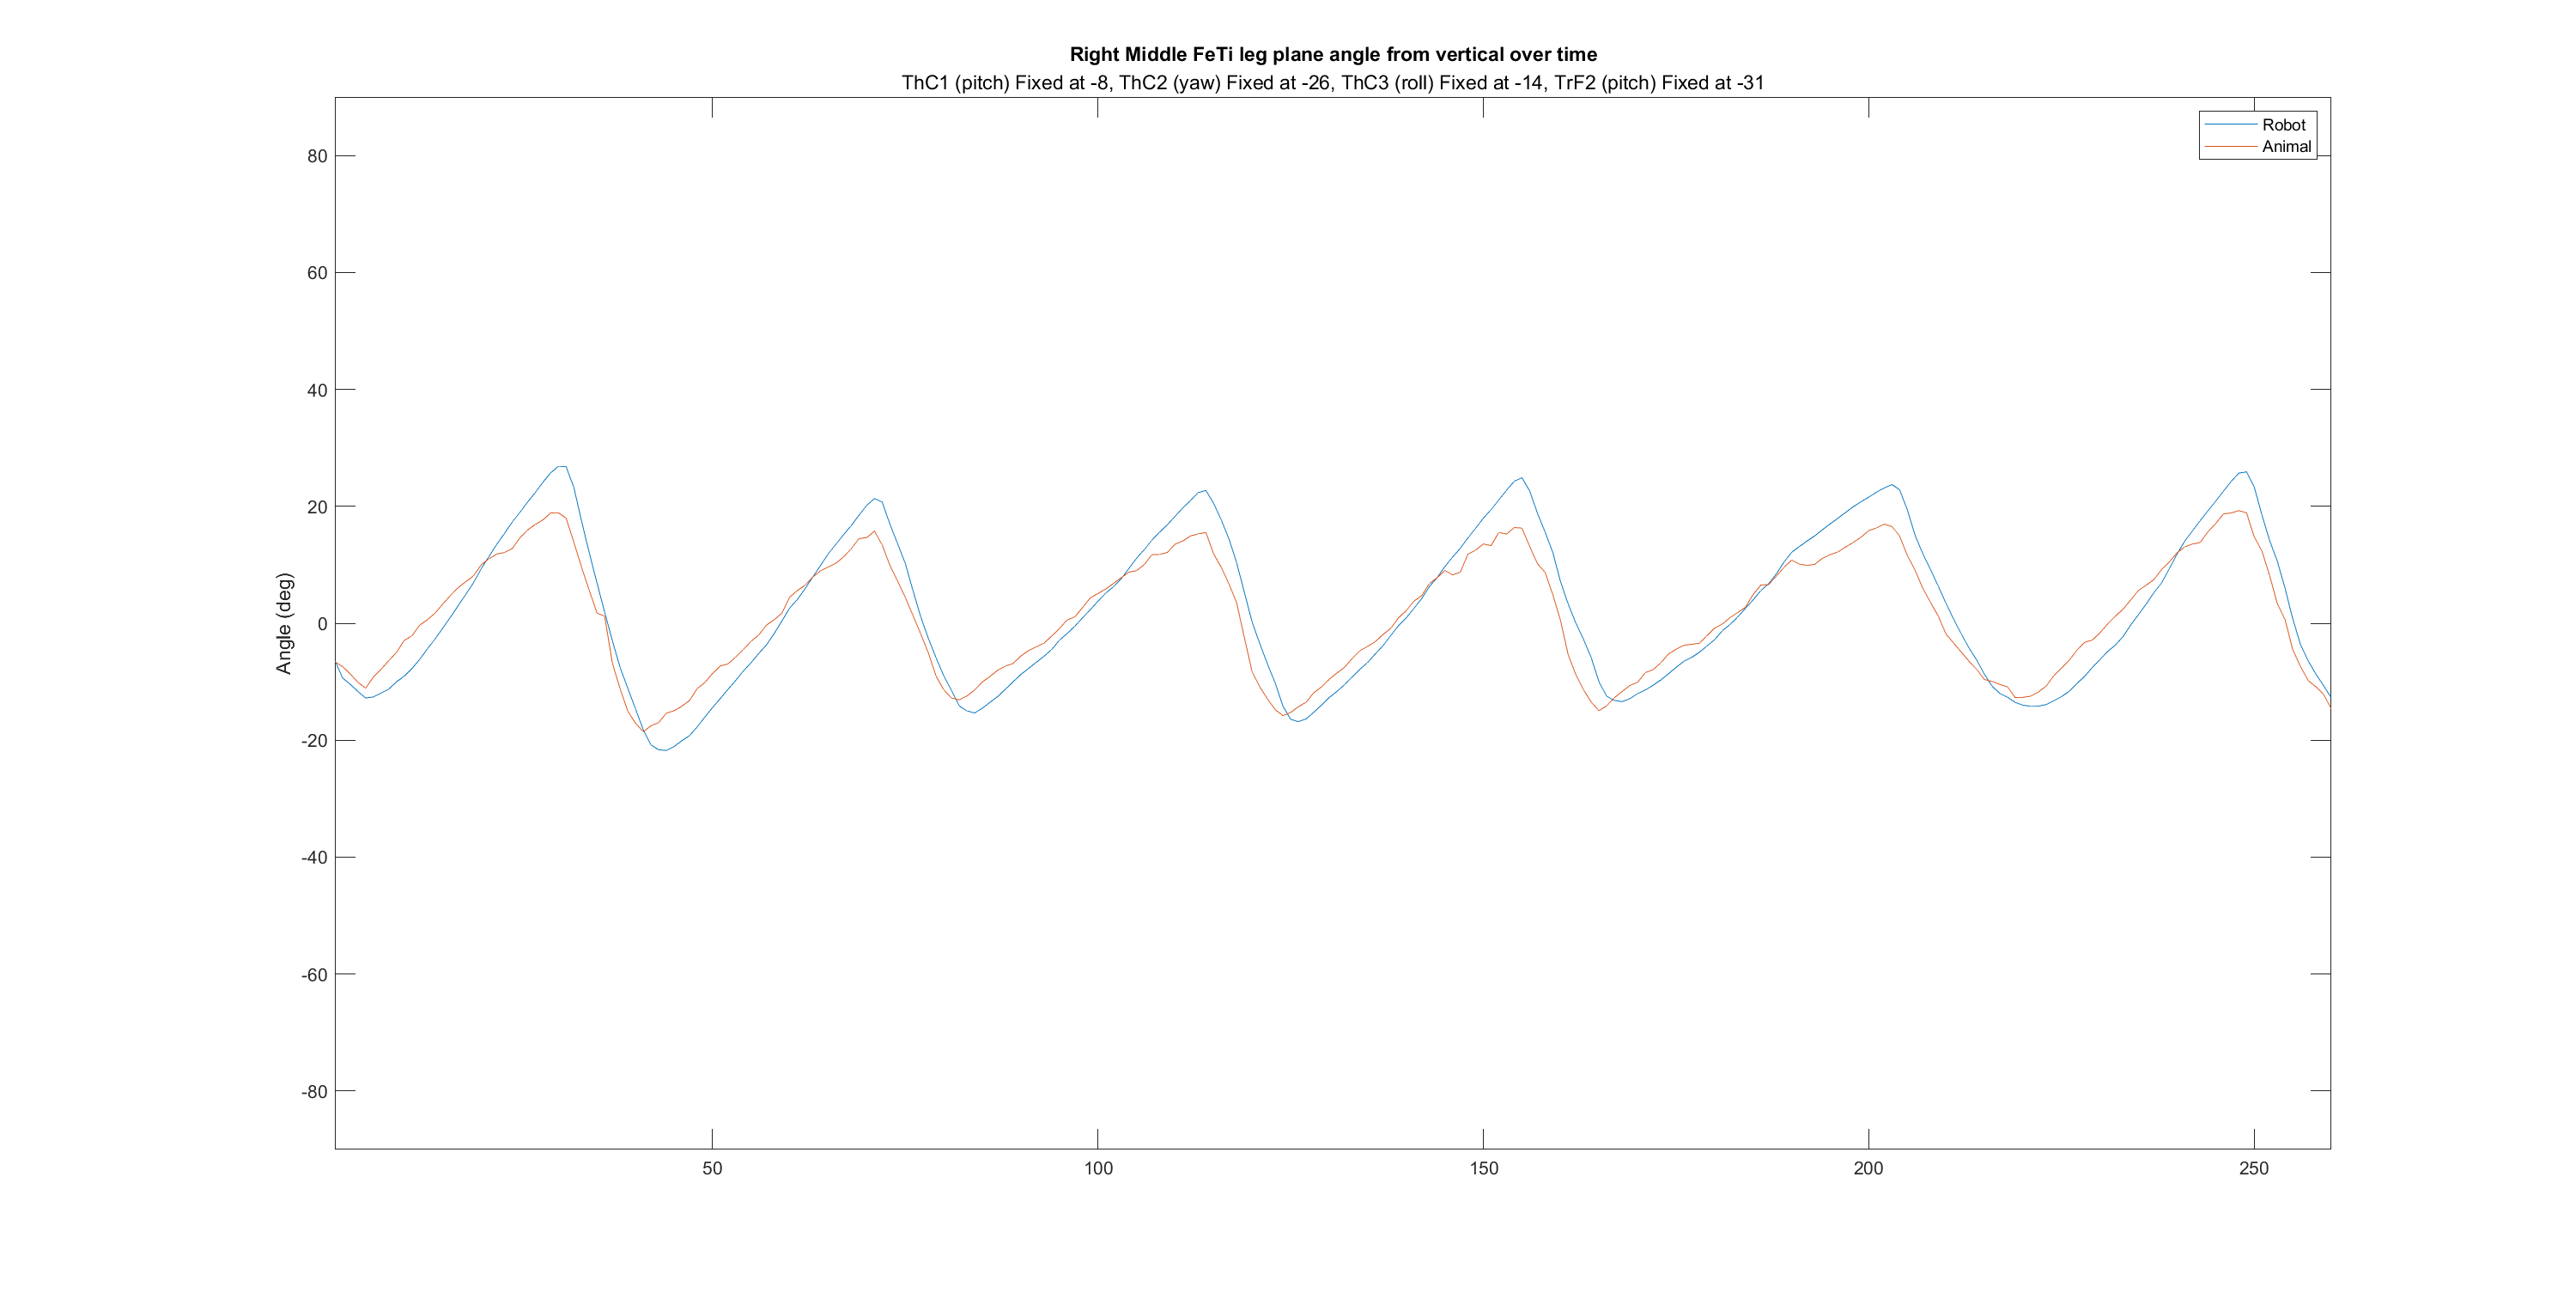 Right Middle FeTi leg plane angle from vertical over time
ThC1 (pitch) Fixed at -8, ThC2 (yaw) Fixed at -26, ThC3 (roll) Fixed at -14, TrF2 (pitch) Fixed at -31
Robot
Animal
80
60
40
20
0
-20
-40
-60
-80
Angle (deg)
50
100
150
200
250